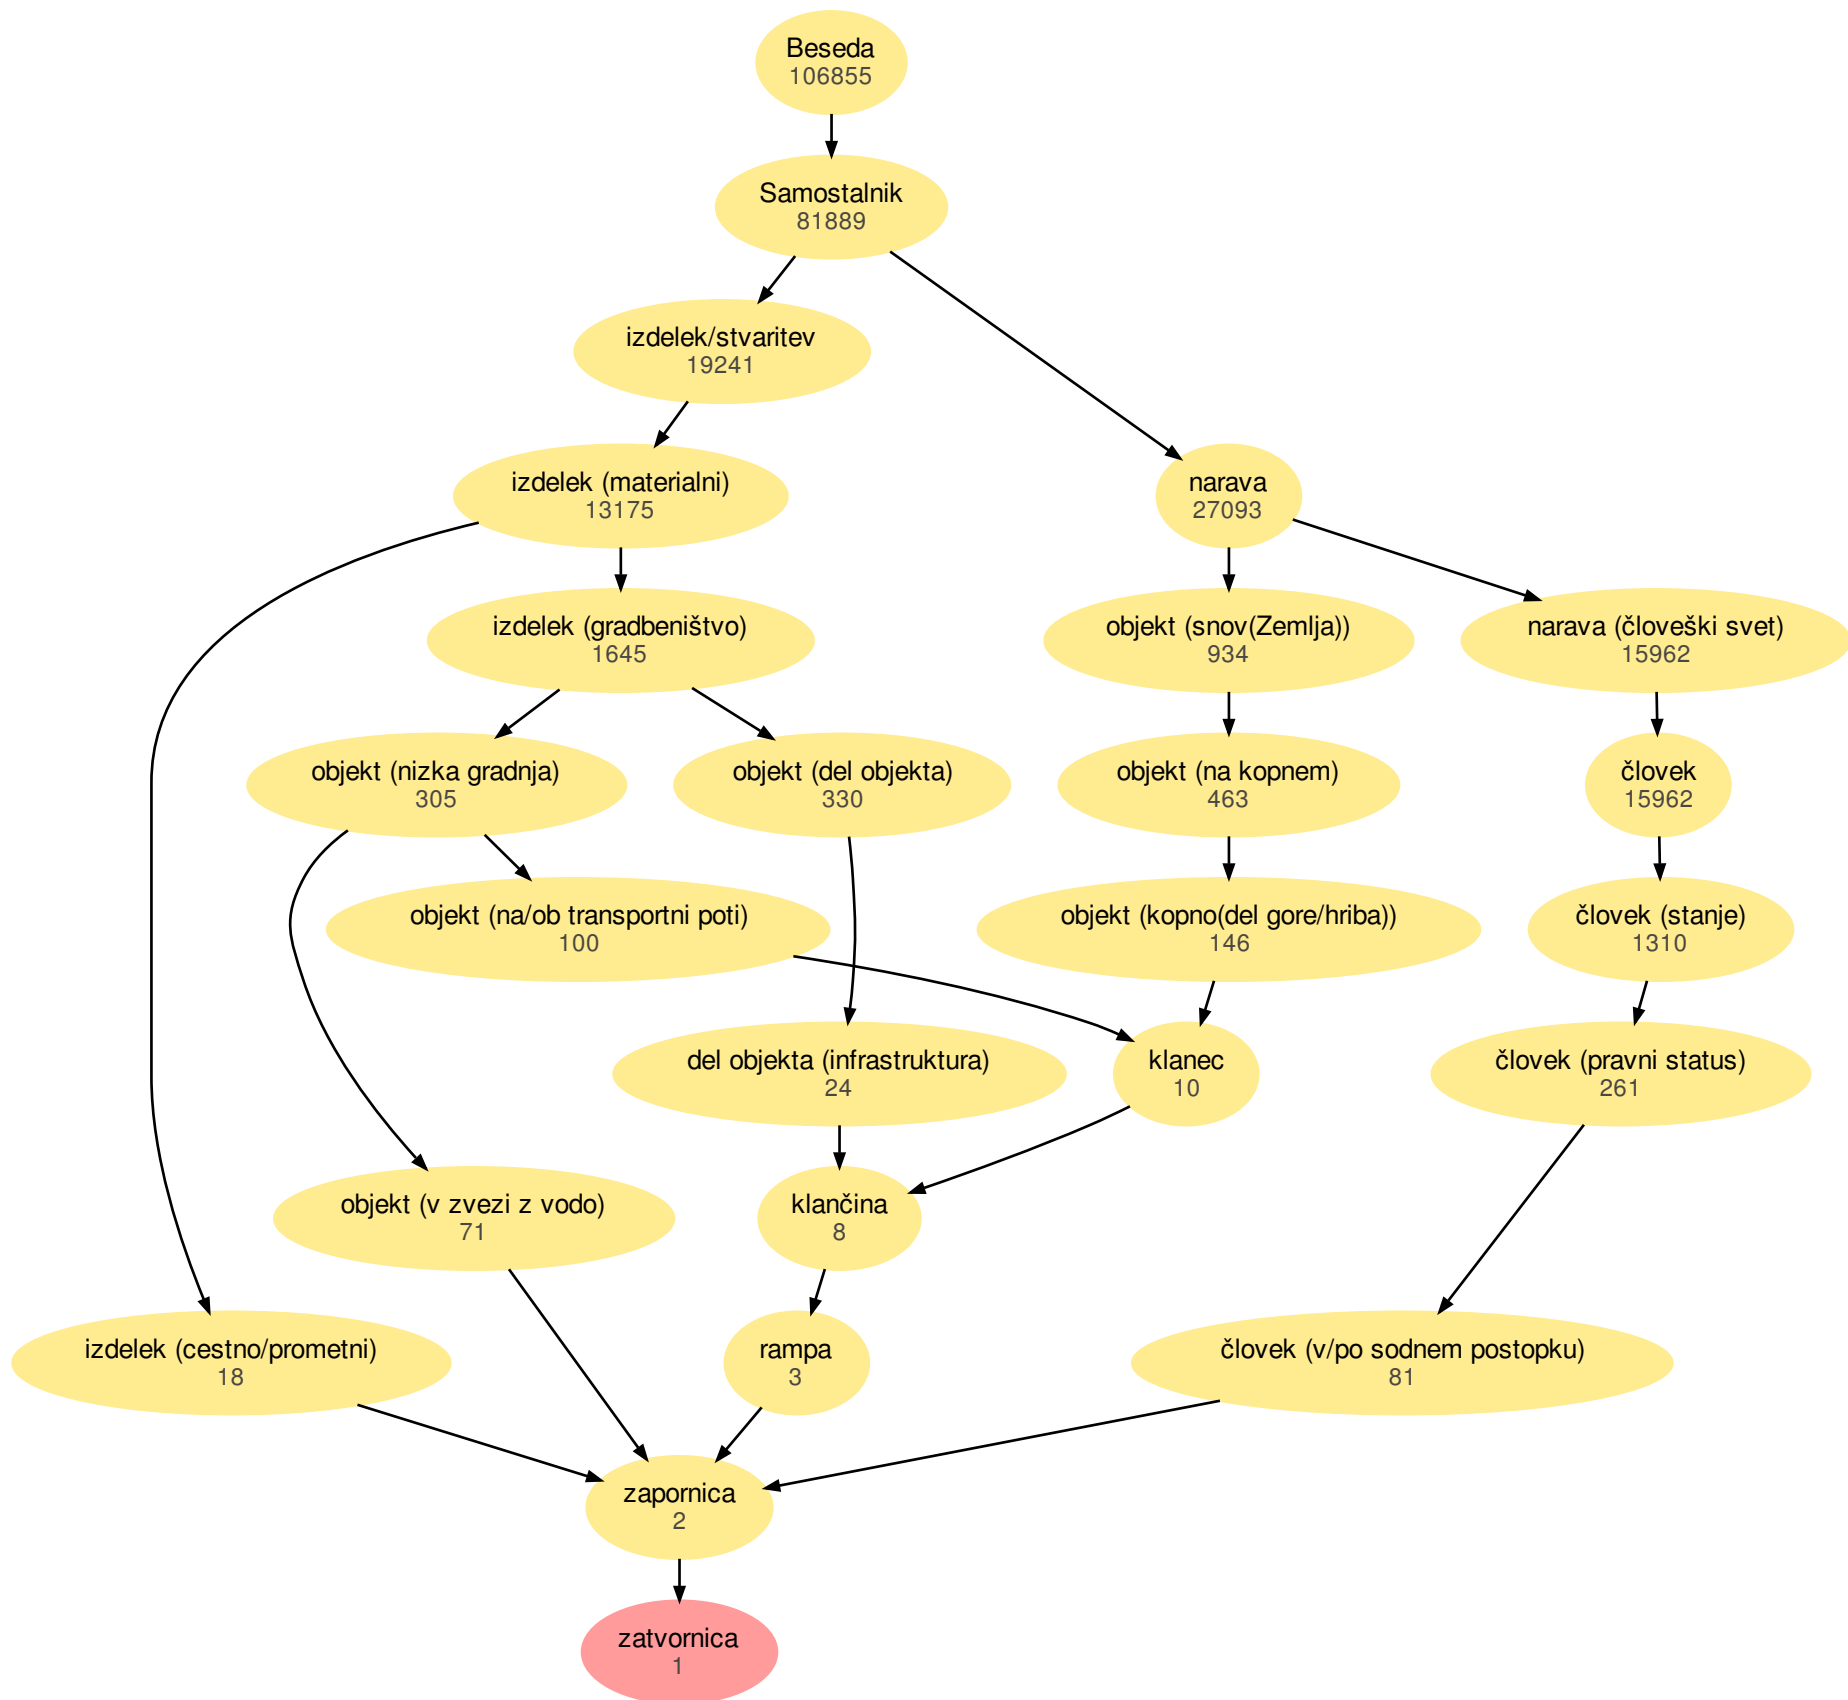 Beseda
106855
Samostalnik
81889
izdelek/stvaritev
19241
izdelek (materialni)
13175
narava
27093
izdelek (gradbeništvo)
1645
objekt (snov(Zemlja))
934
narava (človeški svet)
15962
objekt (nizka gradnja)
305
objekt (del objekta)
330
objekt (na kopnem)
463
človek
15962
objekt (na/ob transportni poti)
100
objekt (kopno(del gore/hriba))
146
človek (stanje)
1310
del objekta (infrastruktura)
24
klanec
10
človek (pravni status)
261
objekt (v zvezi z vodo)
71
klančina
8
izdelek (cestno/prometni)
18
rampa
3
človek (v/po sodnem postopku)
81
zapornica
2
zatvornica
1